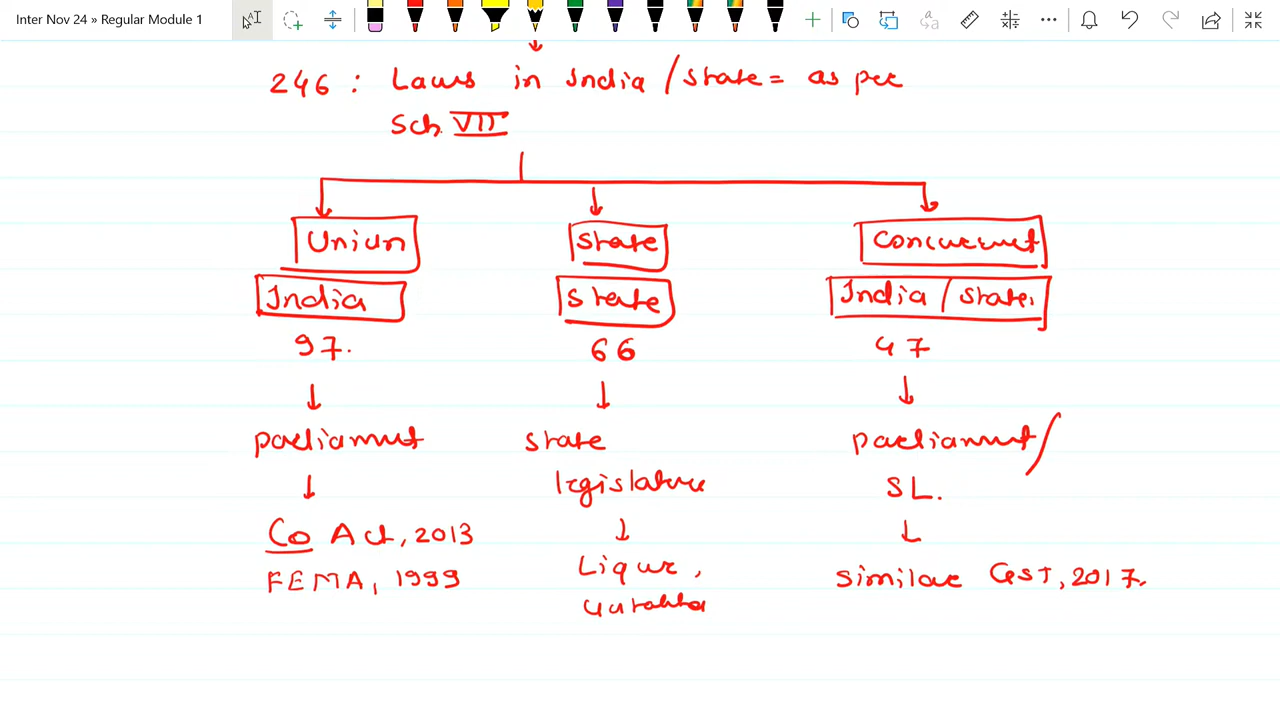 Inter Nov 24 » Regular Module 1
246 : Laws in India / State = as per
Sch. VII
Union State Concurrent
India State India / State.
97. 66 47
Parliament State Parliament /
legislature SL.
Co Act, 2013
FEMA, 1999 Liqur, Similar GST, 2017.